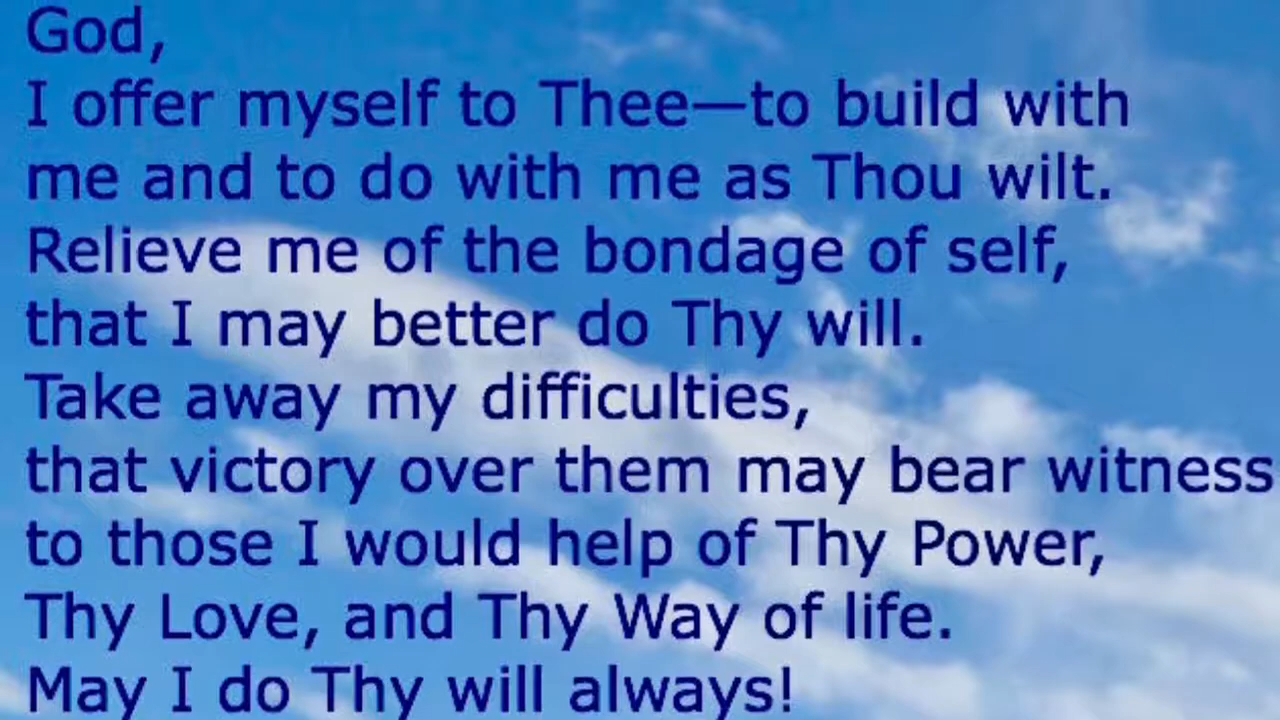 God,
I offer myself to Thee—to build with
me and to do with me as Thou wilt.
Relieve me of the bondage of self,
that I may better do Thy will.
Take away my difficulties,
that victory over them may bear witness
to those I would help of Thy Power,
Thy Love, and Thy Way of life.
May I do Thy will always!